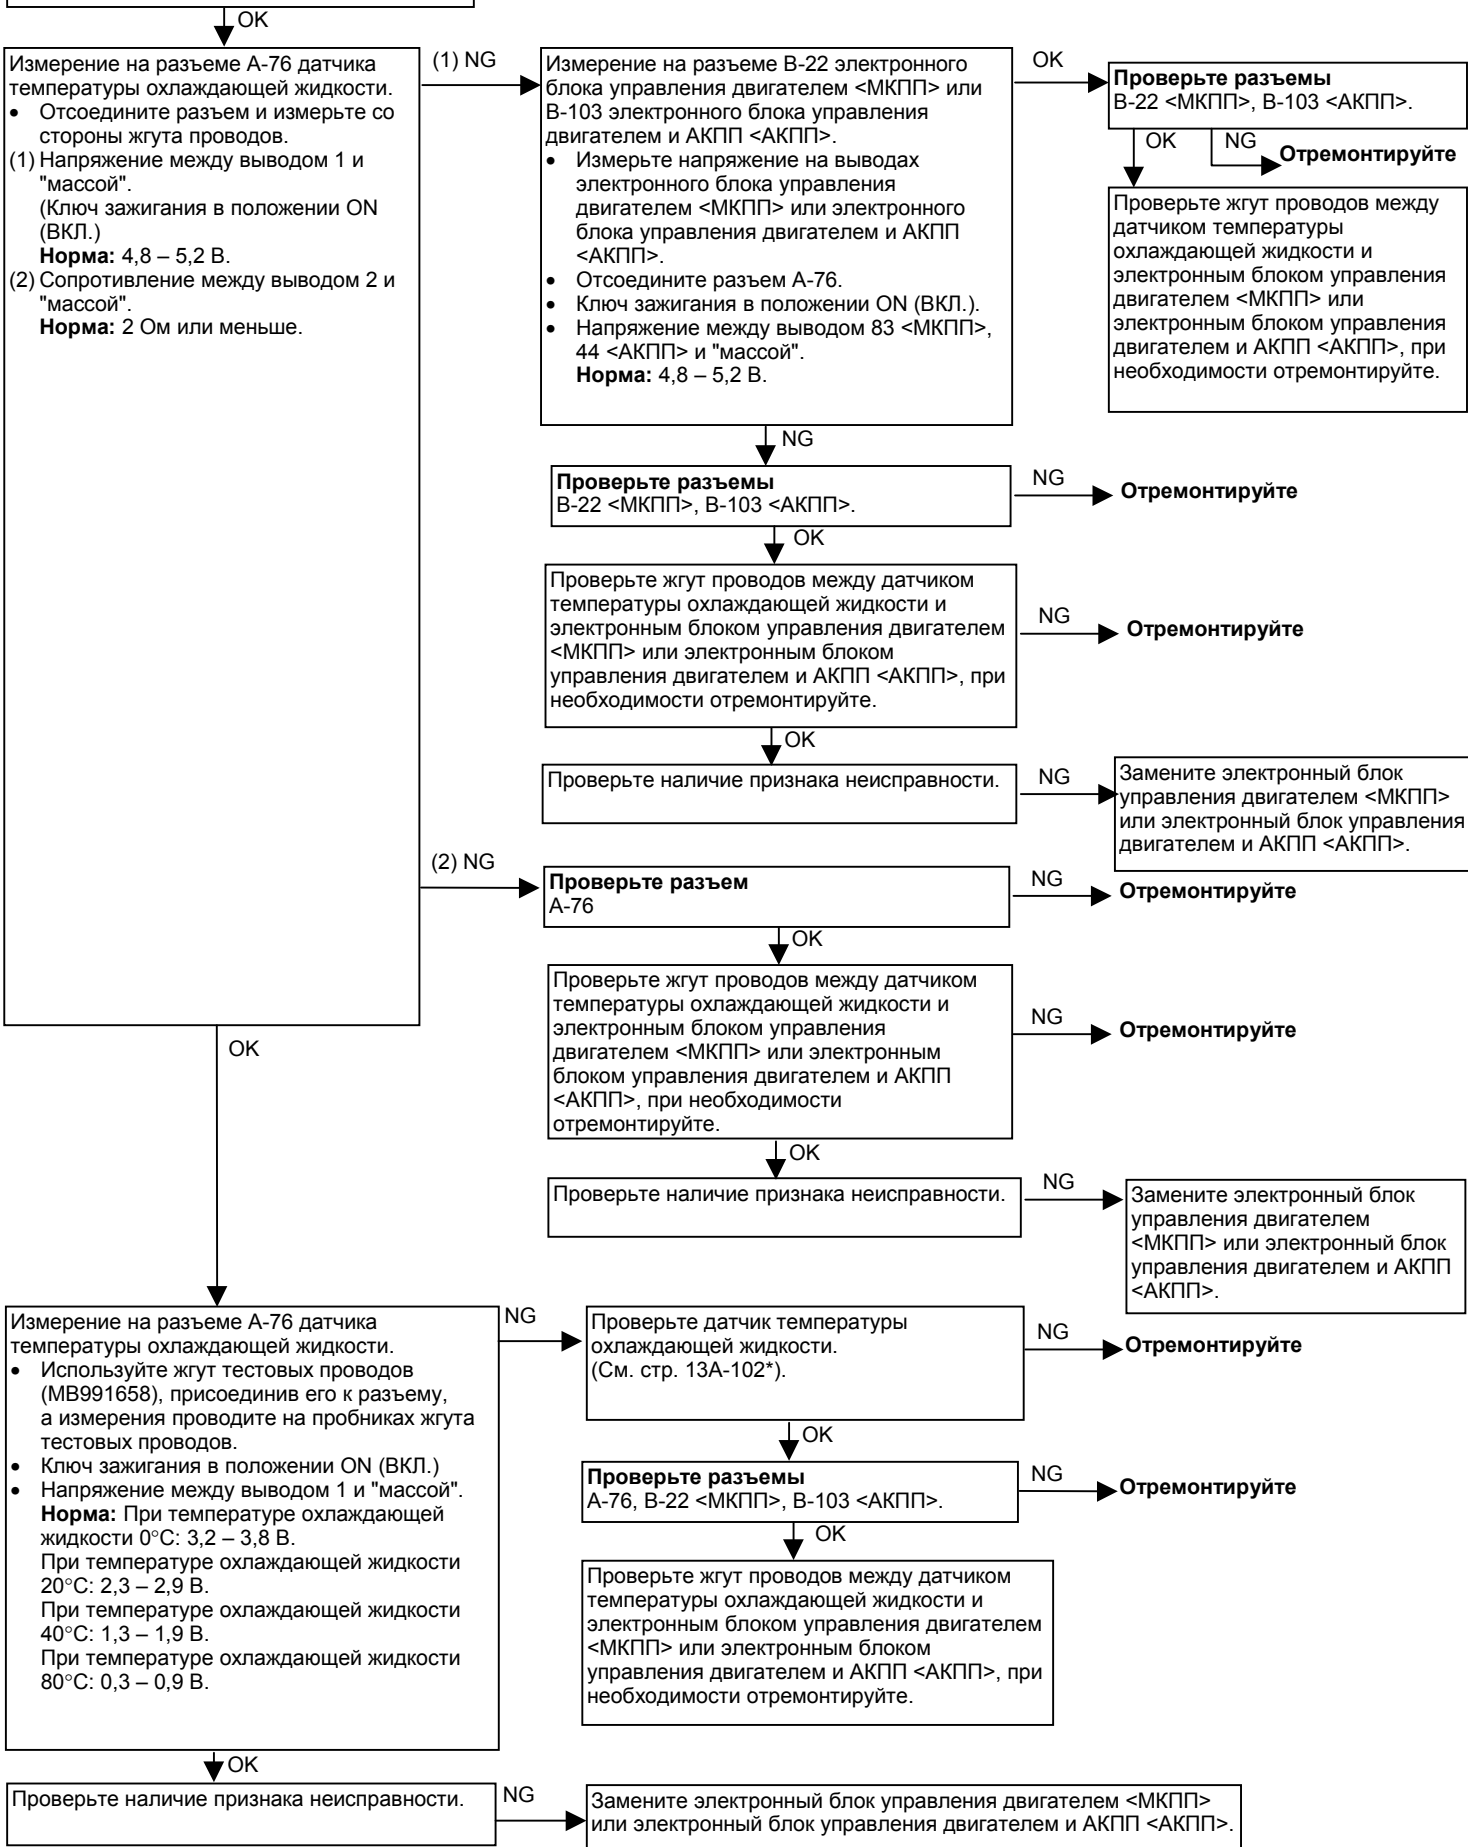 OK
Измерение на разъеме А-76 датчика
температуры охлаждающей жидкости.
• Отсоедините разъем и измерьте со
стороны жгута проводов.
(1) Напряжение между выводом 1 и
"массой".
(Ключ зажигания в положении ON
(ВКЛ.)
Норма: 4,8 – 5,2 В.
(2) Сопротивление между выводом 2 и
"массой".
Норма: 2 Ом или меньше.
(1) NG
Измерение на разъеме В-22 электронного
блока управления двигателем <МКПП> или
В-103 электронного блока управления
двигателем и АКПП <АКПП>.
• Измерьте напряжение на выводах
электронного блока управления
двигателем <МКПП> или электронного
блока управления двигателем и АКПП
<АКПП>.
• Отсоедините разъем А-76.
• Ключ зажигания в положении ON (ВКЛ.).
• Напряжение между выводом 83 <МКПП>,
44 <АКПП> и "массой".
Норма: 4,8 – 5,2 В.
OK
Проверьте разъемы
В-22 <МКПП>, В-103 <АКПП>.
OK
NG
Отремонтируйте
Проверьте жгут проводов между
датчиком температуры
охлаждающей жидкости и
электронным блоком управления
двигателем <МКПП> или
электронным блоком управления
двигателем и АКПП <АКПП>, при
необходимости отремонтируйте.
NG
Проверьте разъемы
В-22 <МКПП>, В-103 <АКПП>.
NG
Отремонтируйте
OK
Проверьте жгут проводов между датчиком
температуры охлаждающей жидкости и
электронным блоком управления двигателем
<МКПП> или электронным блоком
управления двигателем и АКПП <АКПП>, при
необходимости отремонтируйте.
NG
Отремонтируйте
OK
Проверьте наличие признака неисправности.
NG
Замените электронный блок
управления двигателем <МКПП>
или электронный блок управления
двигателем и АКПП <АКПП>.
(2) NG
Проверьте разъем
А-76
NG
Отремонтируйте
OK
Проверьте жгут проводов между датчиком
температуры охлаждающей жидкости и
электронным блоком управления
двигателем <МКПП> или электронным
блоком управления двигателем и АКПП
<АКПП>, при необходимости
отремонтируйте.
NG
Отремонтируйте
OK
Проверьте наличие признака неисправности.
NG
Замените электронный блок
управления двигателем
<МКПП> или электронный блок
управления двигателем и АКПП
<АКПП>.
OK
Измерение на разъеме А-76 датчика
температуры охлаждающей жидкости.
• Используйте жгут тестовых проводов
(МВ991658), присоединив его к разъему,
а измерения проводите на пробниках жгута
тестовых проводов.
• Ключ зажигания в положении ON (ВКЛ.)
• Напряжение между выводом 1 и "массой".
Норма: При температуре охлаждающей
жидкости 0°С: 3,2 – 3,8 В.
При температуре охлаждающей жидкости
20°С: 2,3 – 2,9 В.
При температуре охлаждающей жидкости
40°С: 1,3 – 1,9 В.
При температуре охлаждающей жидкости
80°С: 0,3 – 0,9 В.
NG
Проверьте датчик температуры
охлаждающей жидкости.
(См. стр. 13А-102*).
NG
Отремонтируйте
OK
Проверьте разъемы
А-76, В-22 <МКПП>, В-103 <АКПП>.
NG
Отремонтируйте
OK
Проверьте жгут проводов между датчиком
температуры охлаждающей жидкости и
электронным блоком управления двигателем
<МКПП> или электронным блоком
управления двигателем и АКПП <АКПП>, при
необходимости отремонтируйте.
OK
Проверьте наличие признака неисправности.
NG
Замените электронный блок управления двигателем <МКПП>
или электронный блок управления двигателем и АКПП <АКПП>.